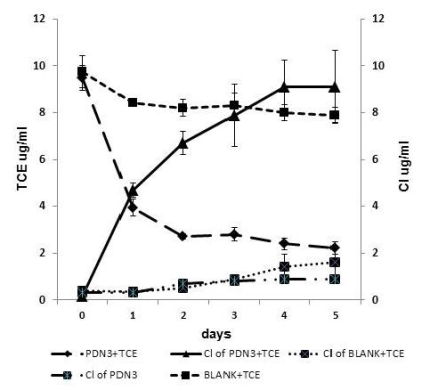 12 12
10 10
8 8
6 6
4 4
2 2
0 0
TCE ug/ml
Cl ug/ml
0 1 2 3 4 5
days
PDN3+TCE Cl of PDN3+TCE Cl of BLANK+TCE
Cl of PDN3 BLANK+TCE